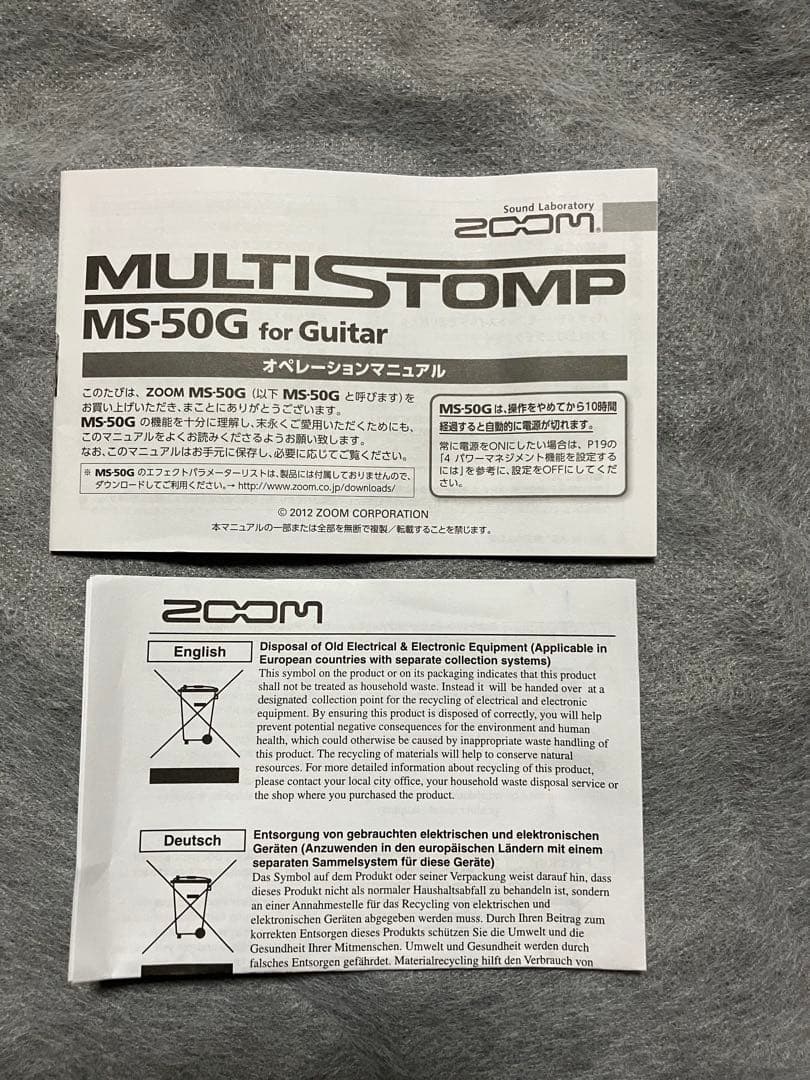 Sound Laboratory
ZOOM®
MULTISTOMP
MS-50G for Guitar
オペレーションマニュアル
このたびは、ZOOM MS-50G（以下 MS-50G と呼びます）を
お買い上げいただき、まことにありがとうございます。
MS-50G の機能を十分に理解し、末永くご愛用いただくためにも、
このマニュアルをよくお読みくださるようお願い致します。
なお、このマニュアルはお手元に保存し、必要に応じてご覧ください。
※ MS-50G のエフェクトパラメーターリストは、製品には付属しておりませんので、
ダウンロードしてご利用ください。→ http://www.zoom.co.jp/downloads/
MS-50G は、操作をやめてから10時間
経過すると自動的に電源が切れます。
常に電源をONにしたい場合は、P19の
「4 パワーマネジメント機能を設定する
には」を参考に、設定をOFFにしてくだ
さい。
© 2012 ZOOM CORPORATION
本マニュアルの一部または全部を無断で複製／転載することを禁じます。
ZOOM
English
Disposal of Old Electrical & Electronic Equipment (Applicable in
European countries with separate collection systems)
This symbol on the product or on its packaging indicates that this product
shall not be treated as household waste. Instead it will be handed over at a
designated collection point for the recycling of electrical and electronic
equipment. By ensuring this product is disposed of correctly, you will help
prevent potential negative consequences for the environment and human
health, which could otherwise be caused by inappropriate waste handling of
this product. The recycling of materials will help to conserve natural
resources. For more detailed information about recycling of this product,
please contact your local city office, your household waste disposal service or
the shop where you purchased the product.
Deutsch
Entsorgung von gebrauchten elektrischen und elektronischen
Geräten (Anzuwenden in den europäischen Ländern mit einem
separaten Sammelsystem für diese Geräte)
Das Symbol auf dem Produkt oder seiner Verpackung weist darauf hin, dass
dieses Produkt nicht als normaler Haushaltsabfall zu behandeln ist, sondern
an einer Annahmestelle für das Recycling von elektrischen und
elektronischen Geräten abgegeben werden muss. Durch Ihren Beitrag zum
korrekten Entsorgen dieses Produkts schützen Sie die Umwelt und die
Gesundheit Ihrer Mitmenschen. Umwelt und Gesundheit werden durch
falsches Entsorgen gefährdet. Materialrecycling hilft den Verbrauch von